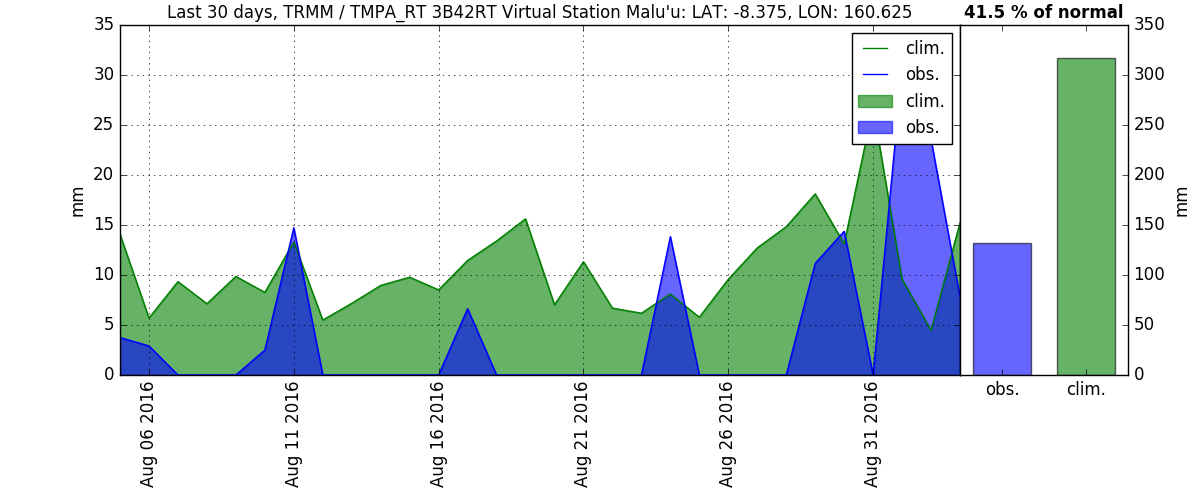 Last 30 days, TRMM / TMPA_RT 3B42RT Virtual Station Malu'u: LAT: -8.375, LON: 160.625
41.5 % of normal
35
30
25
20
15
10
5
0
mm
clim.
obs.
clim.
obs.
350
300
250
200
150
100
50
0
mm
Aug 06 2016
Aug 11 2016
Aug 16 2016
Aug 21 2016
Aug 26 2016
Aug 31 2016
obs.
clim.